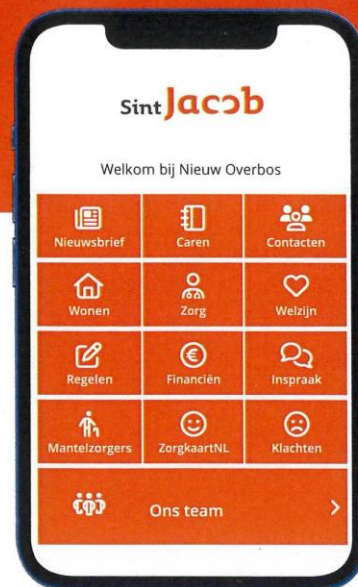 Sint Jacob
Welkom bij Nieuw Overbos
Nieuwsbrief Caren Contacten
Wonen Zorg Welzijn
Regelen Financiën Inspraak
Mantelzorgers ZorgkaartNL Klachten
Ons team